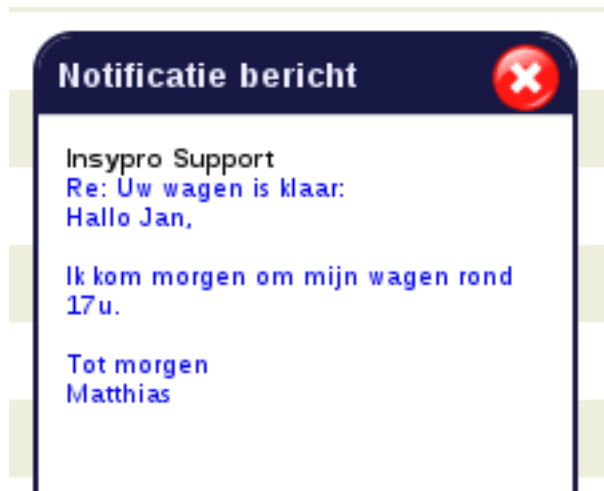 Notificatie bericht
Insypro Support
Re: Uw wagen is klaar:
Hallo Jan,
Ik kom morgen om mijn wagen rond
17u.
Tot morgen
Matthias